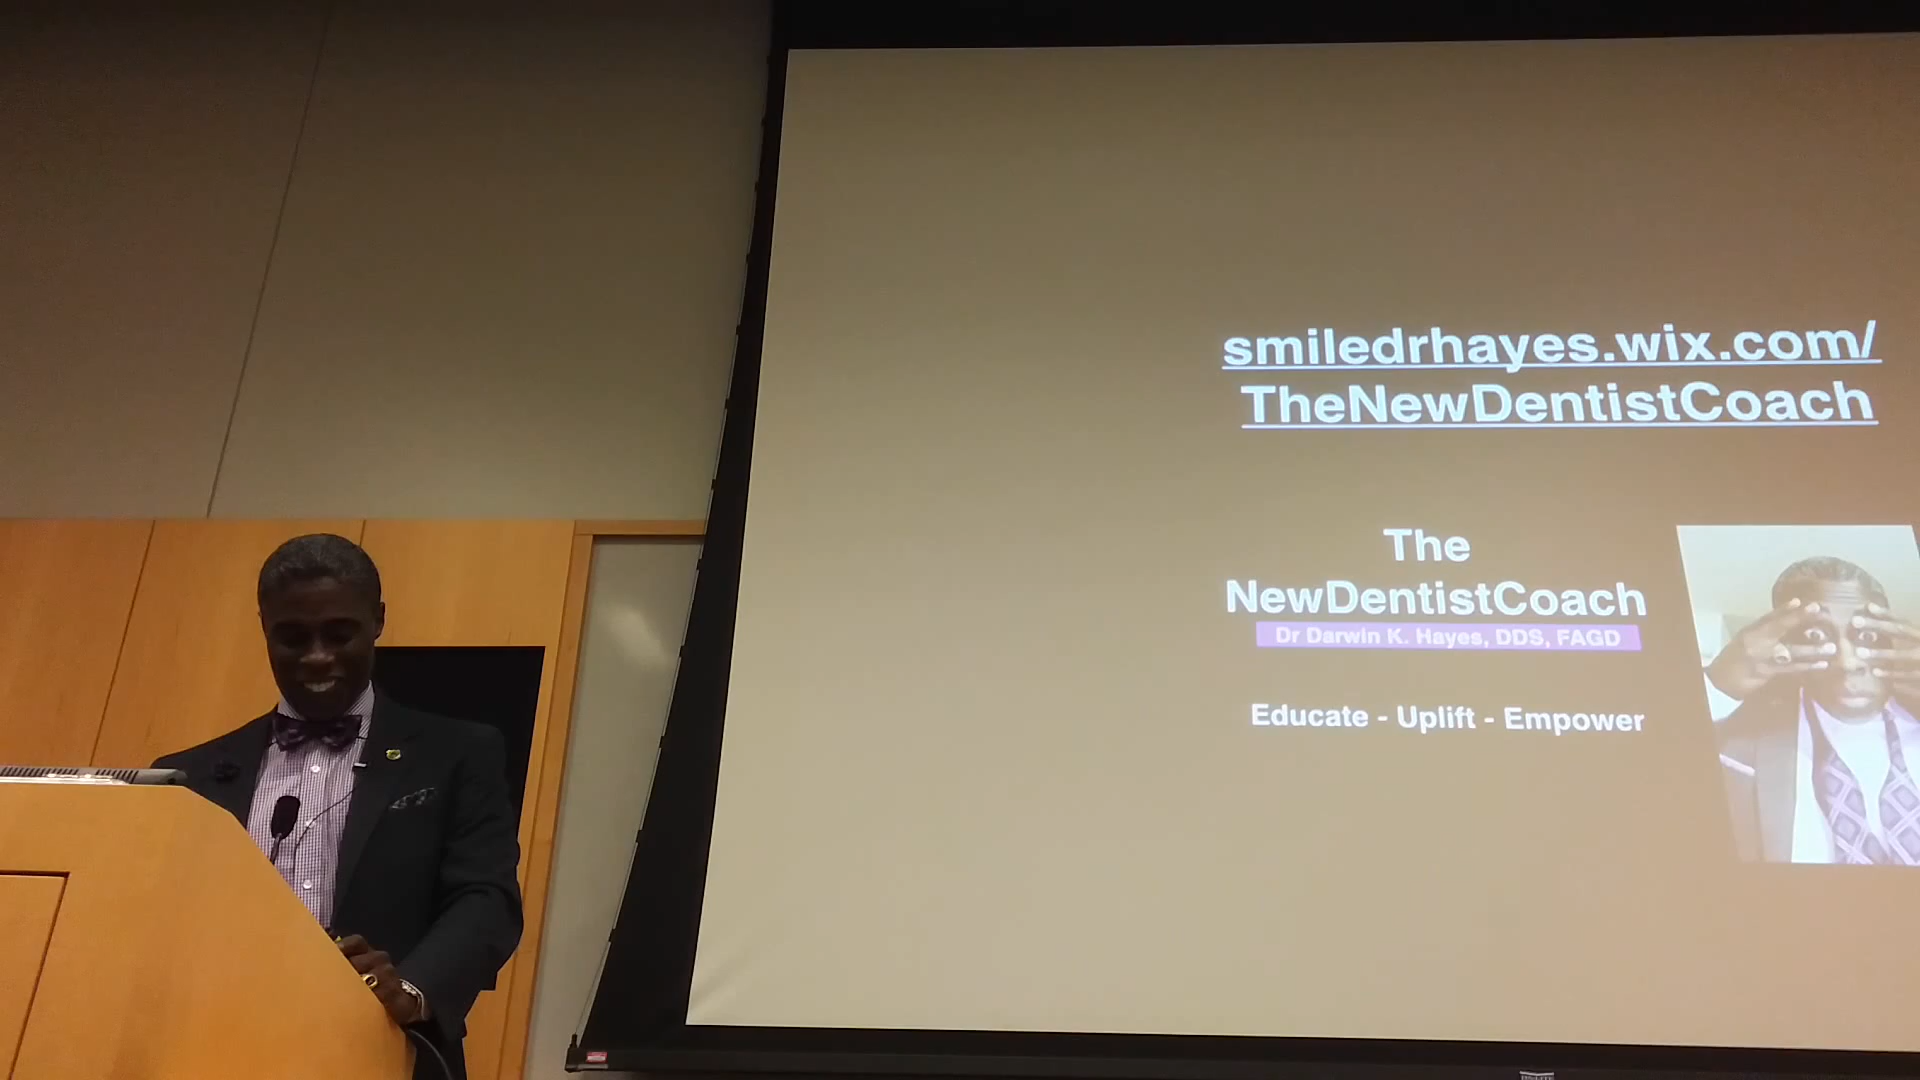 smiledrhayes.wix.com/
TheNewDentistCoach
The
NewDentistCoach
Dr Darwin K. Hayes, DDS, FAGD
Educate - Uplift - Empower